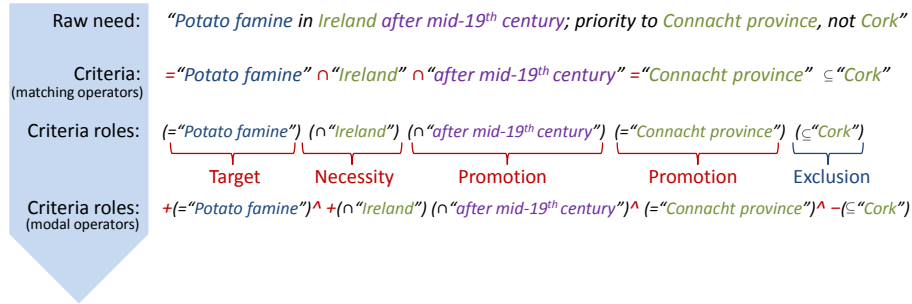 Raw need: “Potato famine in Ireland after mid-19th century; priority to Connacht province, not Cork”
Criteria: =“Potato famine” ∩“Ireland” ∩“after mid-19th century” =“Connacht province” ⊆“Cork”
(matching operators)
Criteria roles: (=“Potato famine”) (∩“Ireland”) (∩“after mid-19th century”) (=“Connacht province”) (⊆“Cork”)
Target Necessity Promotion Promotion Exclusion
Criteria roles: +(=“Potato famine”)^ +(∩“Ireland”) (∩“after mid-19th century”)^ (=“Connacht province”)^ −(⊆“Cork”)
(modal operators)